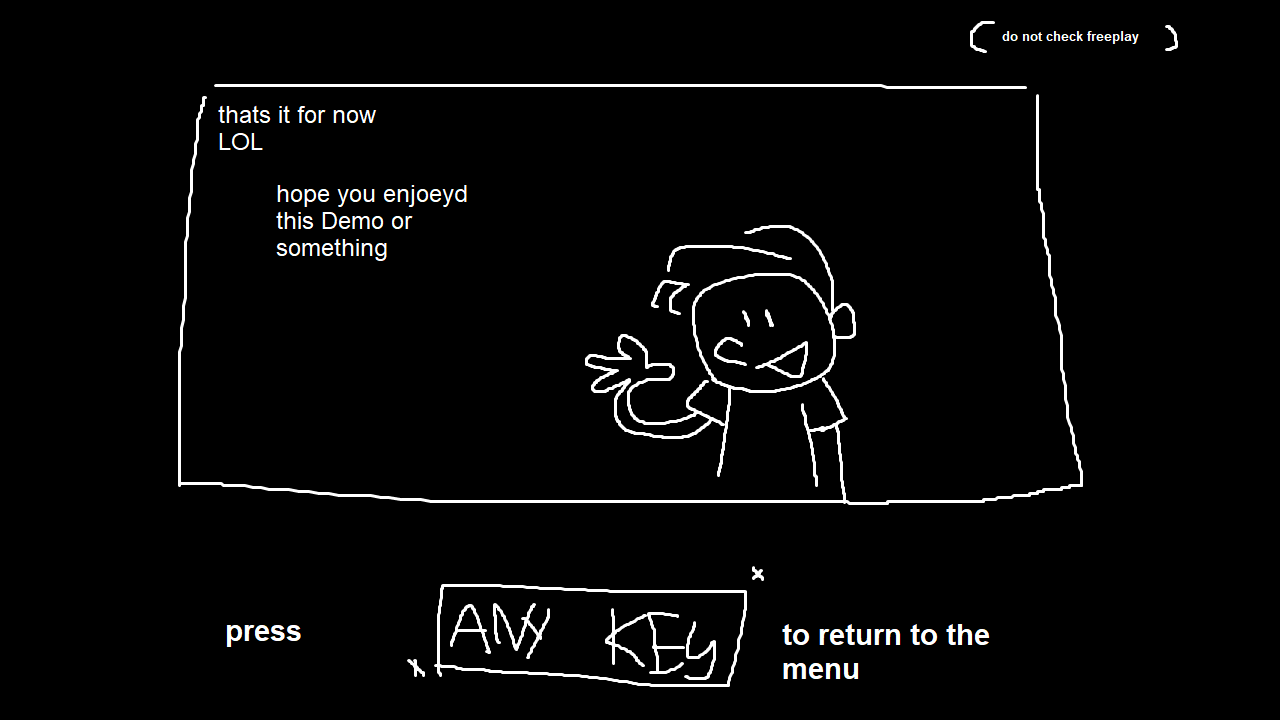 do not check freeplay
thats it for now
LOL
hope you enjoeyd
this Demo or
something
press
ANY KEy
to return to the
menu